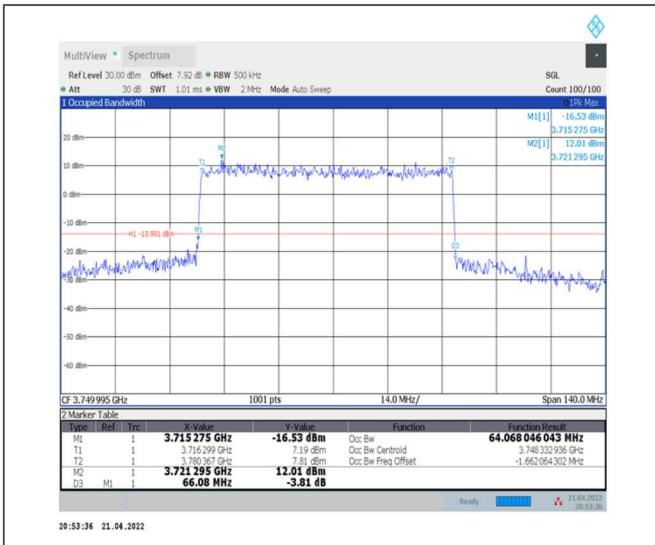 MultiView Spectrum
Ref Level 30.00 dBm Offset 7.92 dB RBW 500 kHz SGL
Att 30 dB SWT 1.01 ms VBW 2 MHz Mode Auto Sweep Count 100/100
1 Occupied Bandwidth 1Pk Max
M1[1] -16.53 dBm
3.715 275 GHz
M2[1] 12.01 dBm
3.721 295 GHz
20 dBm
M2
T1 T2
10 dBm
0 dBm
-10 dBm
H1 -13.991 dBm M1
-20 dBm
D3
-30 dBm
-40 dBm
-50 dBm
-60 dBm
CF 3.749 995 GHz 1001 pts 14.0 MHz/ Span 140.0 MHz
2 Marker Table
Type Ref Trc X-Value Y-Value Function Function Result
M1 1 3.715 275 GHz -16.53 dBm Occ Bw 64.068 046 043 MHz
T1 1 3.716 299 GHz 7.19 dBm Occ Bw Centroid 3.748 332 936 GHz
T2 1 3.780 367 GHz 7.81 dBm Occ Bw Freq Offset -1.662 064 302 MHz
M2 1 3.721 295 GHz 12.01 dBm
D3 M1 1 66.08 MHz -3.81 dB
Ready 21.04.2022
20:53:36
20:53:36 21.04.2022